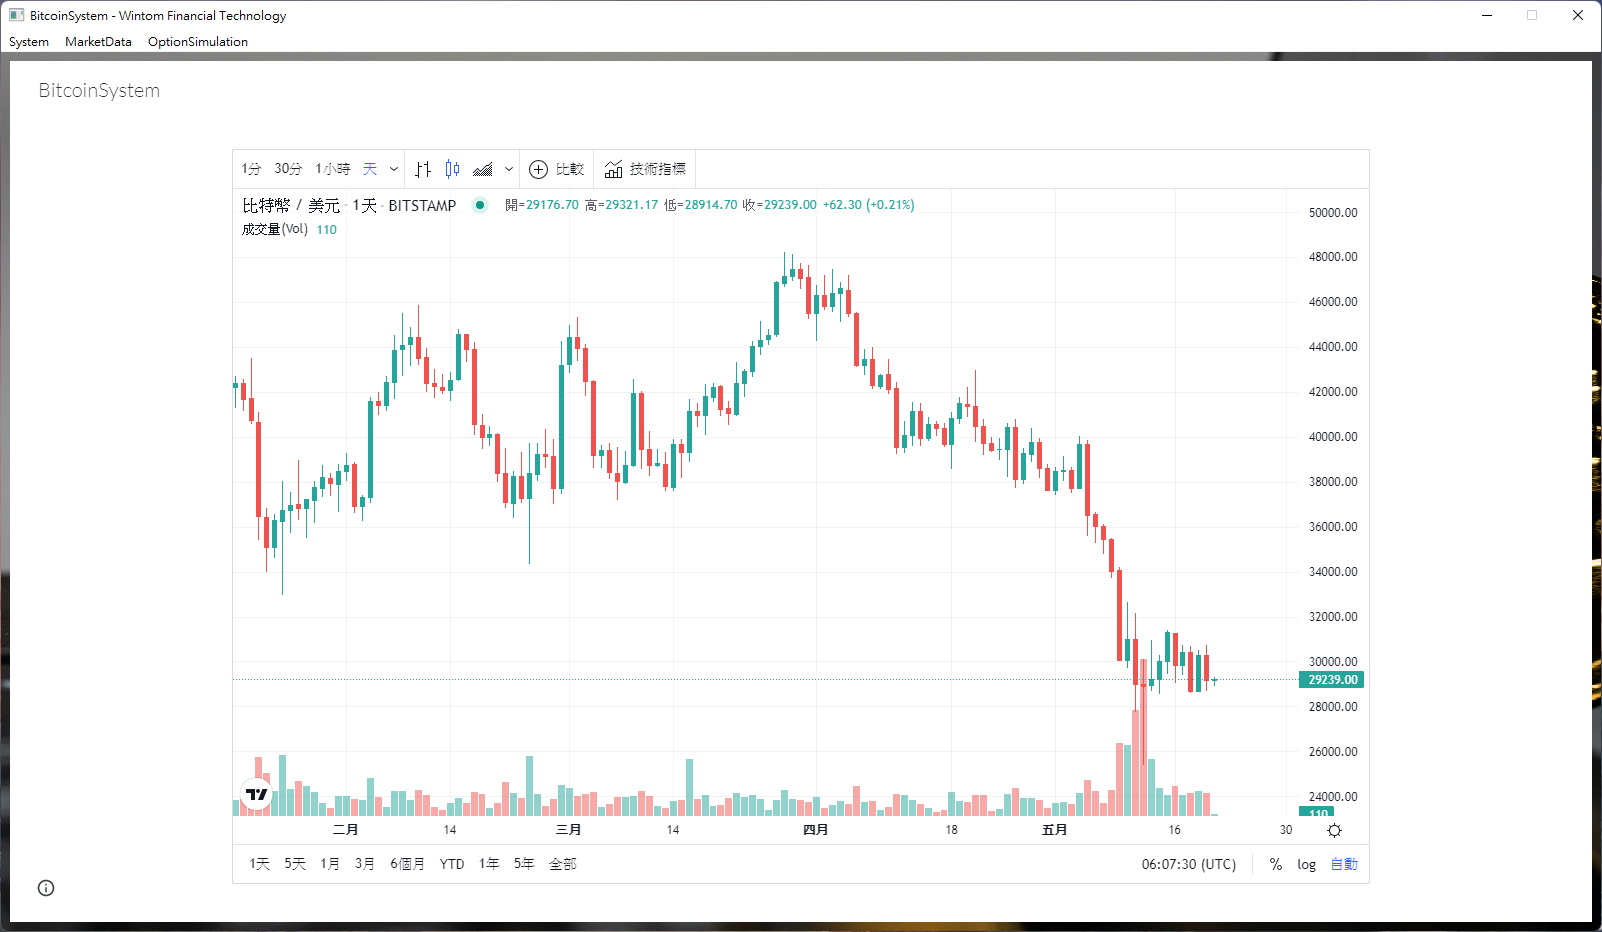 BitcoinSystem - Wintom Financial Technology
System MarketData OptionSimulation
BitcoinSystem
1分 30分 1小時 天 比較 技術指標
比特幣 / 美元 · 1天 · BITSTAMP 開=29176.70 高=29321.17 低=28914.70 收=29239.00 +62.30 (+0.21%)
成交量(Vol) 110
50000.00
48000.00
46000.00
44000.00
42000.00
40000.00
38000.00
36000.00
34000.00
32000.00
30000.00
29239.00
28000.00
26000.00
24000.00
110
二月 14 三月 14 四月 18 五月 16 30
1天 5天 1月 3月 6個月 YTD 1年 5年 全部 06:07:30 (UTC) % log 自動